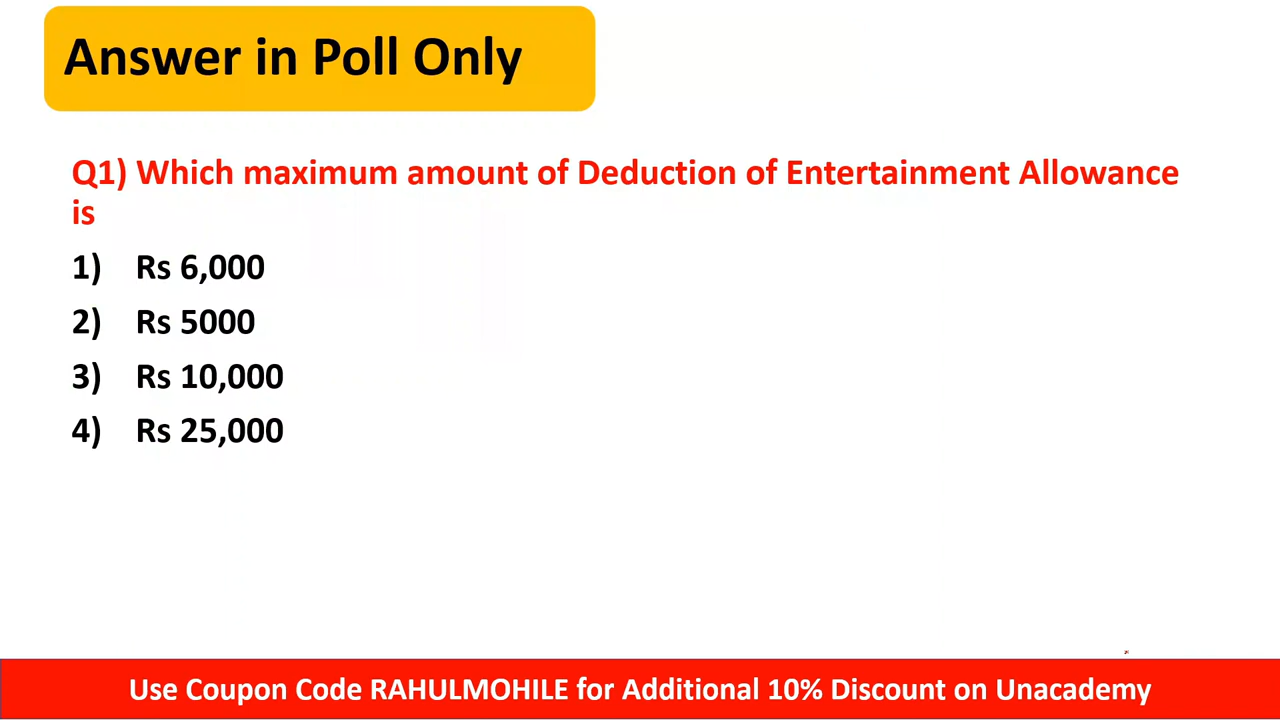 Answer in Poll Only
Q1) Which maximum amount of Deduction of Entertainment Allowance
is
1) Rs 6,000
2) Rs 5000
3) Rs 10,000
4) Rs 25,000
Use Coupon Code RAHULMOHILE for Additional 10% Discount on Unacademy